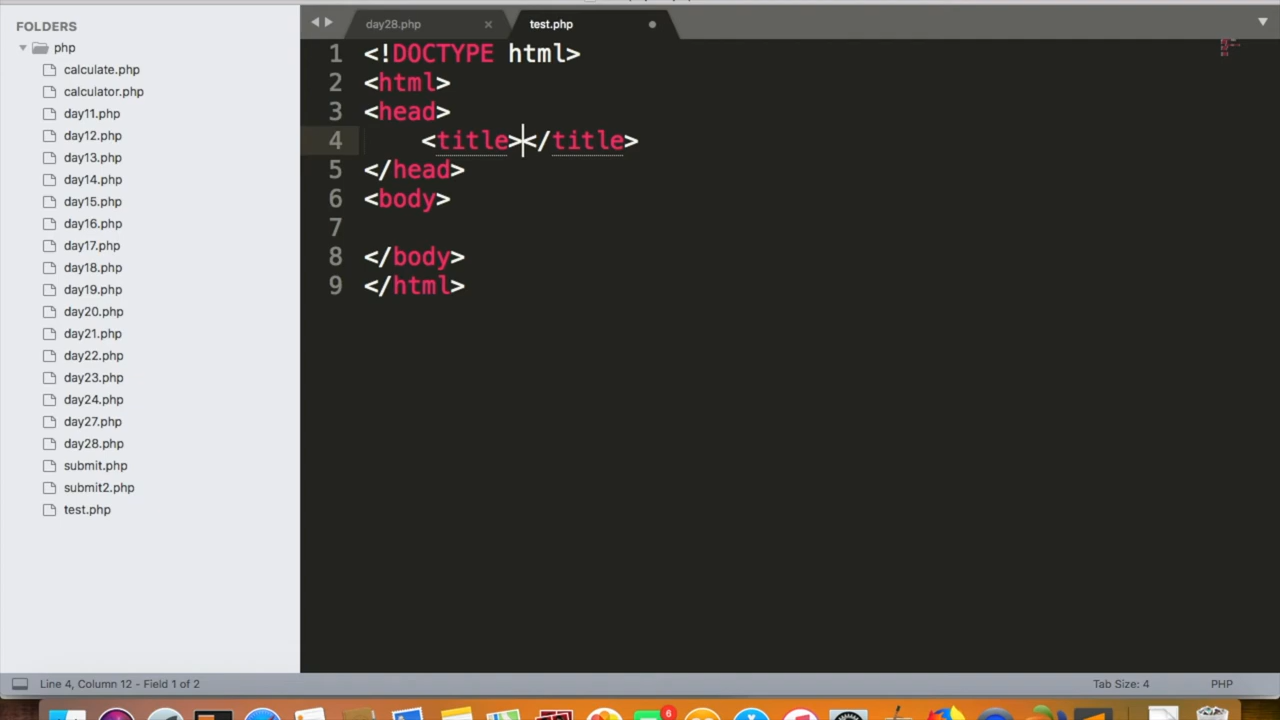 FOLDERS
php
calculate.php
calculator.php
day11.php
day12.php
day13.php
day14.php
day15.php
day16.php
day17.php
day18.php
day19.php
day20.php
day21.php
day22.php
day23.php
day24.php
day27.php
day28.php
submit.php
submit2.php
test.php
day28.php
test.php
1 <!DOCTYPE html>
2 <html>
3 <head>
4 <title></title>
5 </head>
6 <body>
7
8 </body>
9 </html>
Line 4, Column 12 - Field 1 of 2
Tab Size: 4
PHP
6